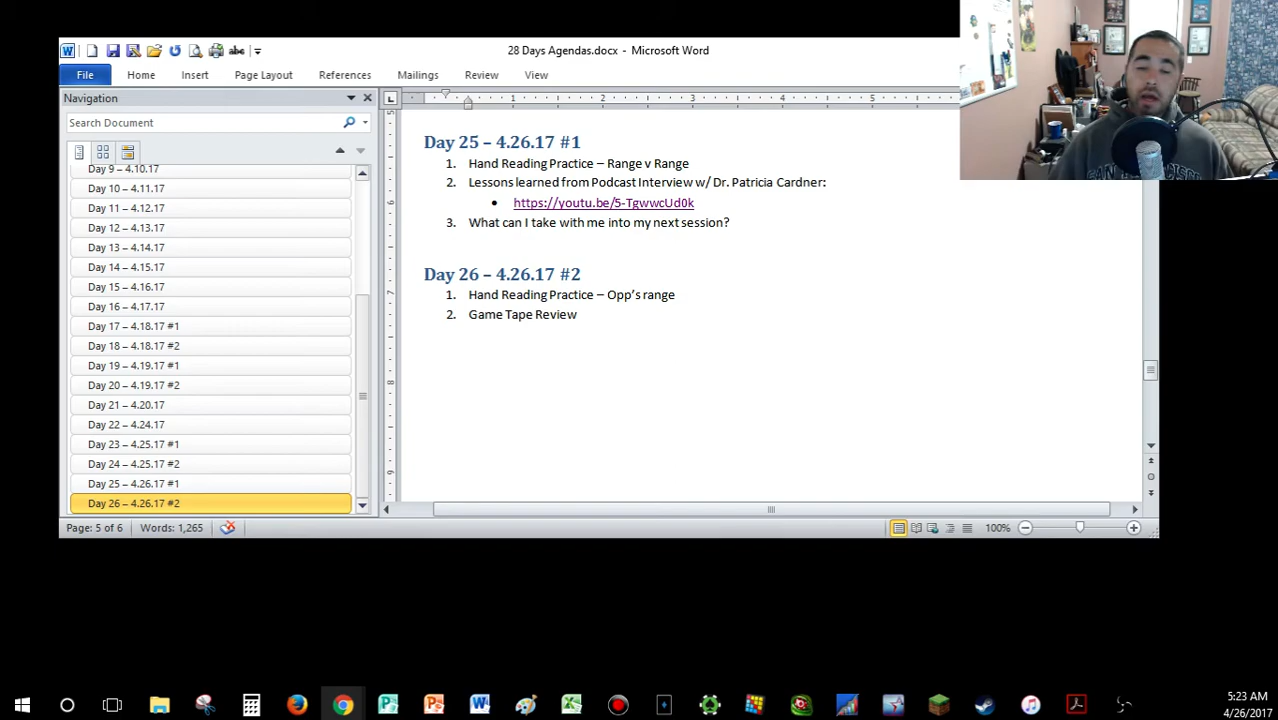 28 Days Agendas.docx - Microsoft Word
File Home Insert Page Layout References Mailings Review View
Navigation
Search Document
Day 9 – 4.10.17
Day 10 – 4.11.17
Day 11 – 4.12.17
Day 12 – 4.13.17
Day 13 – 4.14.17
Day 14 – 4.15.17
Day 15 – 4.16.17
Day 16 – 4.17.17
Day 17 – 4.18.17 #1
Day 18 – 4.18.17 #2
Day 19 – 4.19.17 #1
Day 20 – 4.19.17 #2
Day 21 – 4.20.17
Day 22 – 4.24.17
Day 23 – 4.25.17 #1
Day 24 – 4.25.17 #2
Day 25 – 4.26.17 #1
Day 26 – 4.26.17 #2
1 2 3 4 5
Day 25 – 4.26.17 #1
1. Hand Reading Practice – Range v Range
2. Lessons learned from Podcast Interview w/ Dr. Patricia Cardner:
• https://youtu.be/5-TgwwcUd0k
3. What can I take with me into my next session?
Day 26 – 4.26.17 #2
1. Hand Reading Practice – Opp's range
2. Game Tape Review
Page: 5 of 6 Words: 1,265
100%
5:23 AM
4/26/2017